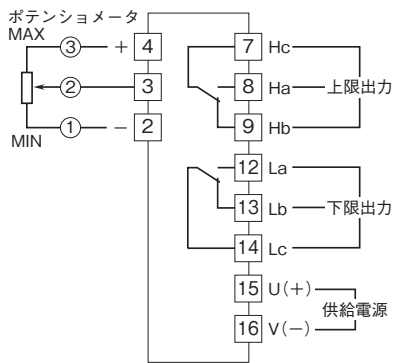 ポテンショメータ
MAX
③ + 4
② 3
① − 2
MIN
7 Hc
8 Ha 上限出力
9 Hb
12 La
13 Lb 下限出力
14 Lc
15 U(+)
供給電源
16 V(−)